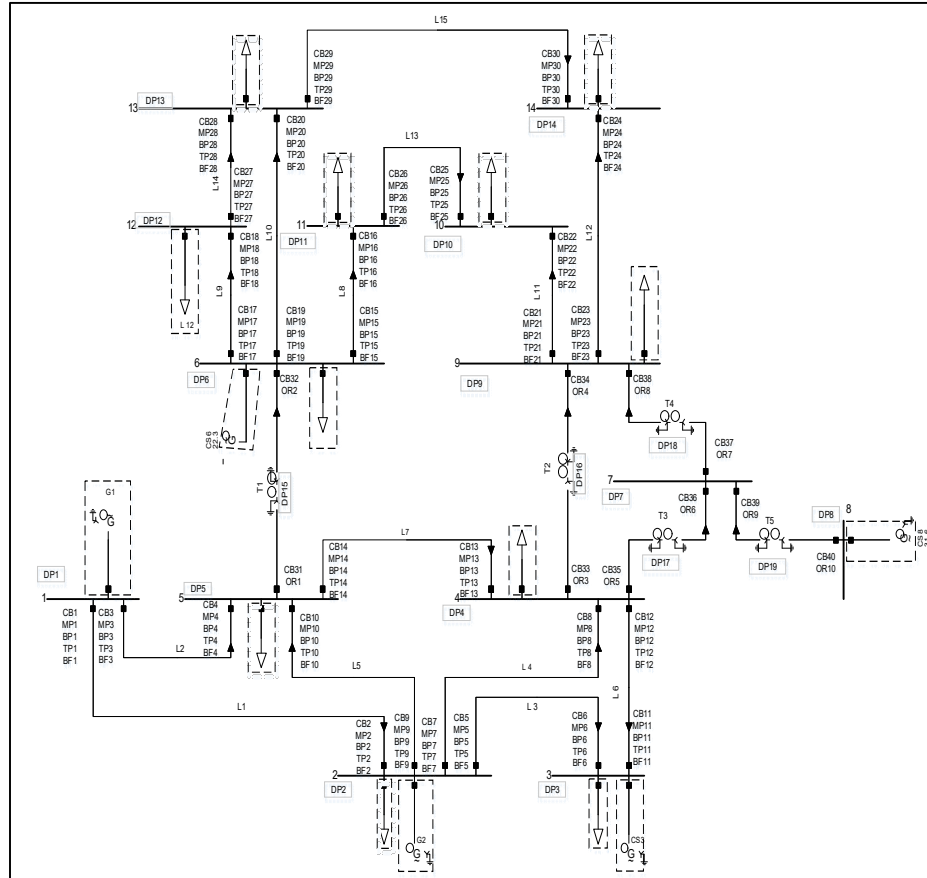 L15
CB29
MP29
BP29
TP29
BF29
CB30
MP30
BP30
TP30
BF30
13
DP13
14
DP14
CB28
MP28
BP28
TP28
BF28
L14
CB20
MP20
BP20
TP20
BF20
CB24
MP24
BP24
TP24
BF24
L13
CB27
MP27
BP27
TP27
BF27
CB26
MP26
BP26
TP26
BF26
CB25
MP25
BP25
TP25
BF25
12
DP12
11
DP11
10
DP10
CB18
MP18
BP18
TP18
BF18
L10
CB16
MP16
BP16
TP16
BF16
CB22
MP22
BP22
TP22
BF22
L12
L9
L8
L11
L 12
CB17
MP17
BP17
TP17
BF17
CB19
MP19
BP19
TP19
BF19
CB15
MP15
BP15
TP15
BF15
CB21
MP21
BP21
TP21
BF21
CB23
MP23
BP23
TP23
BF23
6
DP6
9
DP9
CB32
OR2
CB34
OR4
CB38
OR8
CS6
22.3
G
T4
DP18
CB37
OR7
T1
DP15
T2
DP16
7
DP7
CB36
OR6
CB39
OR9
G1
G
T3
DP17
T5
DP19
DP8
8
CB40
OR10
G
CS8
L7
CB14
MP14
BP14
TP14
BF14
CB13
MP13
BP13
TP13
BF13
CB31
OR1
CB33
OR3
CB35
OR5
DP1
1
DP5
5
DP4
4
CB1
MP1
BP1
TP1
BF1
CB3
MP3
BP3
TP3
BF3
L2
CB4
MP4
BP4
TP4
BF4
CB10
MP10
BP10
TP10
BF10
CB8
MP8
BP8
TP8
BF8
CB12
MP12
BP12
TP12
BF12
L5
L 4
L 6
L1
L 3
CB2
MP2
BP2
TP2
BF2
CB9
MP9
BP9
TP9
BF9
CB7
MP7
BP7
TP7
BF7
CB5
MP5
BP5
TP5
BF5
CB6
MP6
BP6
TP6
BF6
CB11
MP11
BP11
TP11
BF11
2
DP2
3
DP3
G2
G
CS3
G